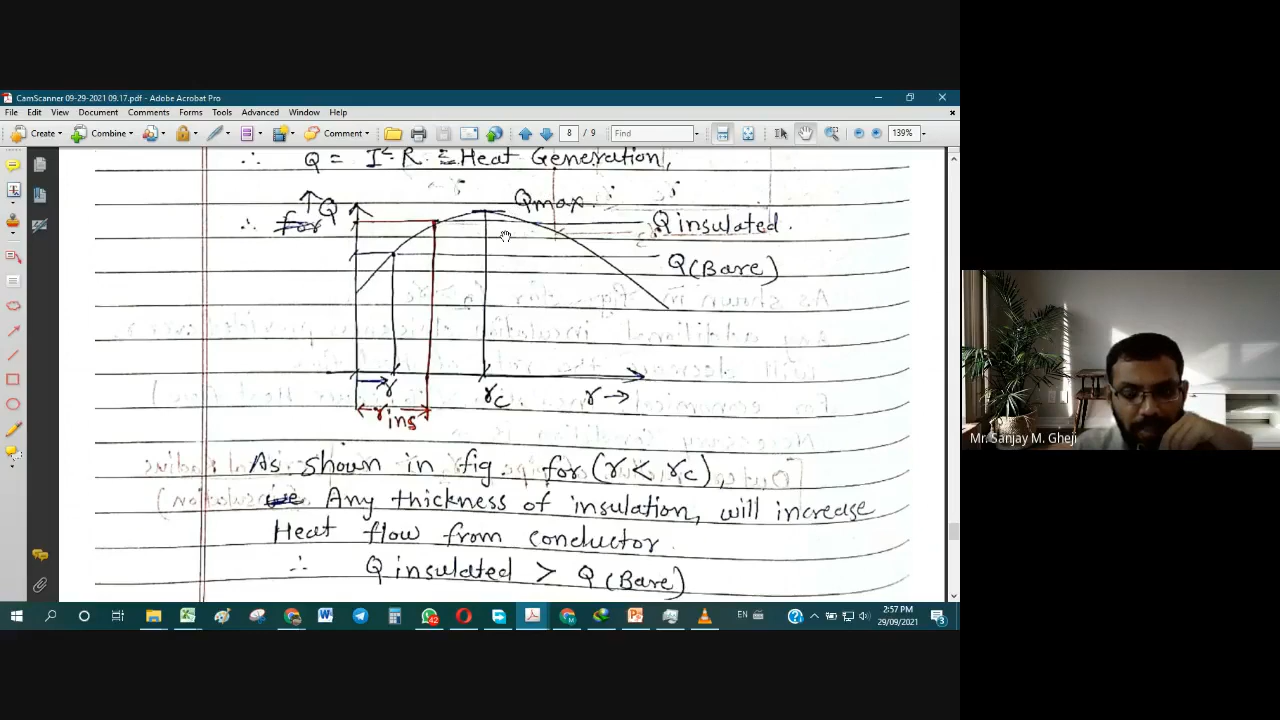 CamScanner 09-29-2021 09.17.pdf - Adobe Acrobat Pro
File Edit View Document Comments Forms Tools Advanced Window Help
Create Combine Comment 8 / 9 Find 139%
∴ Q = I² R = Heat Generation,
↑Q Qmax.
∴ for Q insulated.
Q(Bare)
r rc r →
rins
As shown in fig. for (r < rc),
Any thickness of insulation, will increase
Heat flow from conductor.
∴ Q insulated > Q (Bare)
Mr. Sanjay M. Gheji
42 EN 2:57 PM
29/09/2021 3